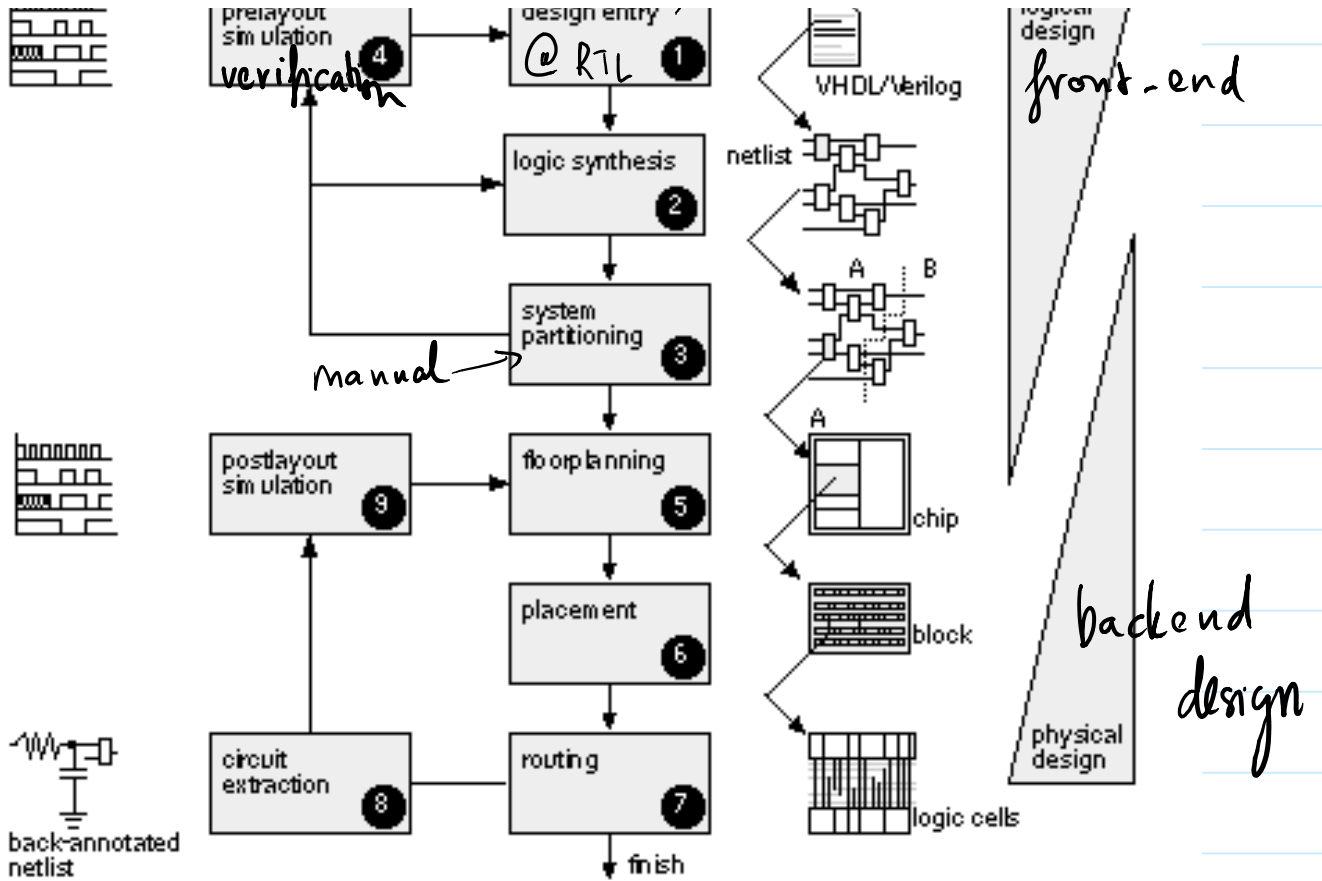 prelayout
simulation
verification
4
design entry
@ RTL
1
VHDL/Verilog
logical
design
front-end
logic synthesis
2
netlist
system
partitioning
3
manual
A
B
postlayout
simulation
9
floorplanning
5
A
chip
placement
6
block
backend
design
circuit
extraction
8
routing
7
logic cells
physical
design
back-annotated
netlist
finish